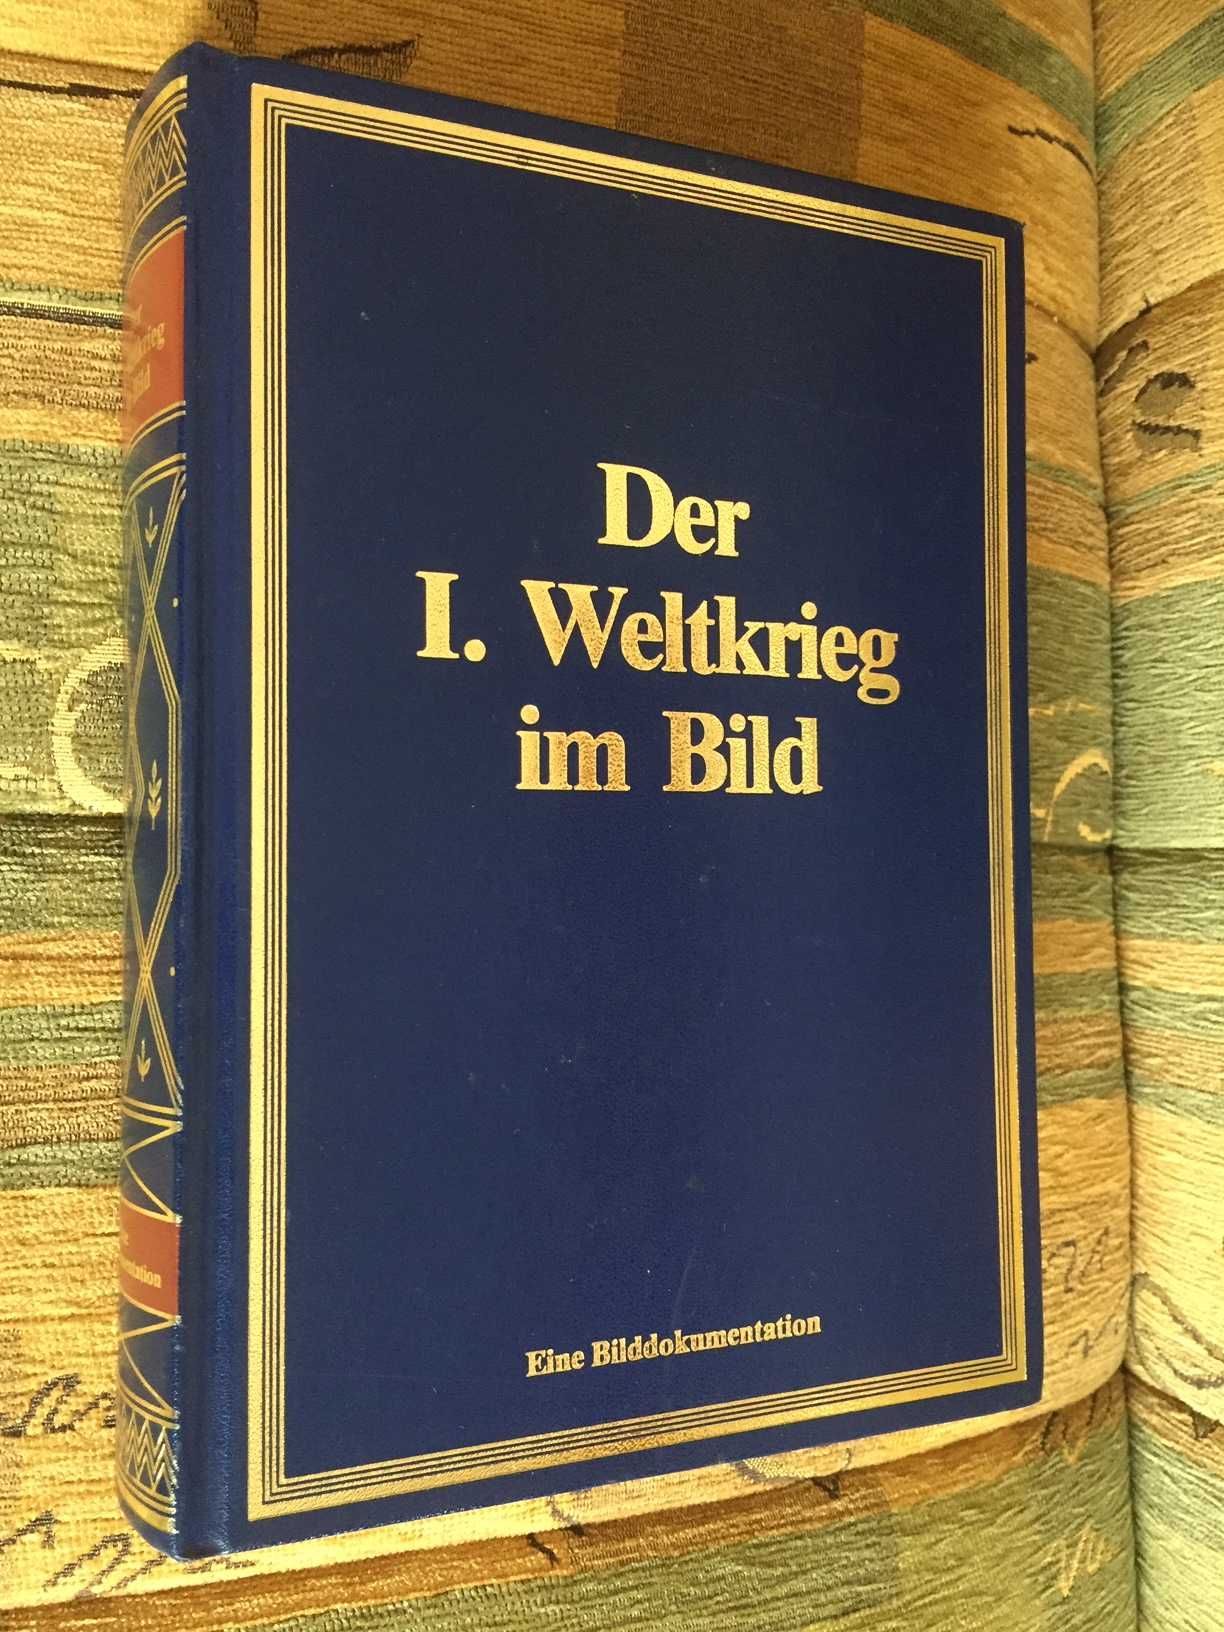 Der
I. Weltkrieg
im Bild
Eine Bilddokumentation